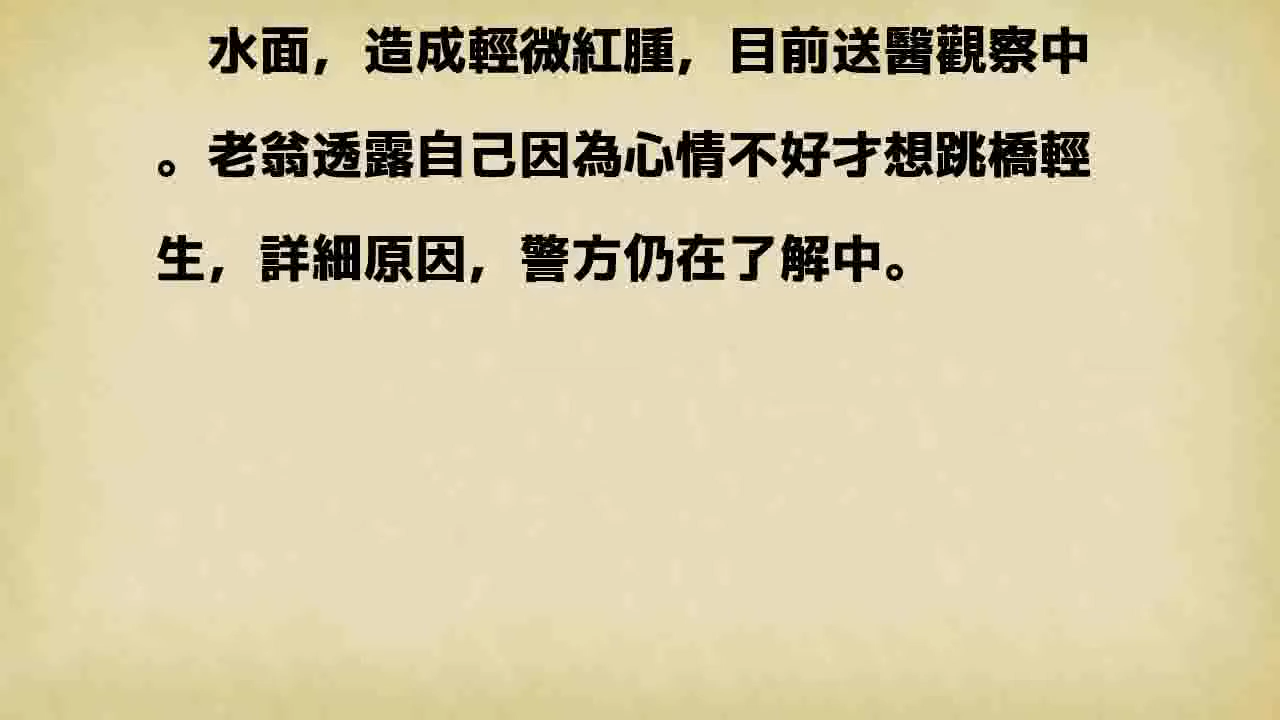 水面，造成輕微紅腫，目前送醫觀察中
。老翁透露自己因為心情不好才想跳橋輕
生，詳細原因，警方仍在了解中。